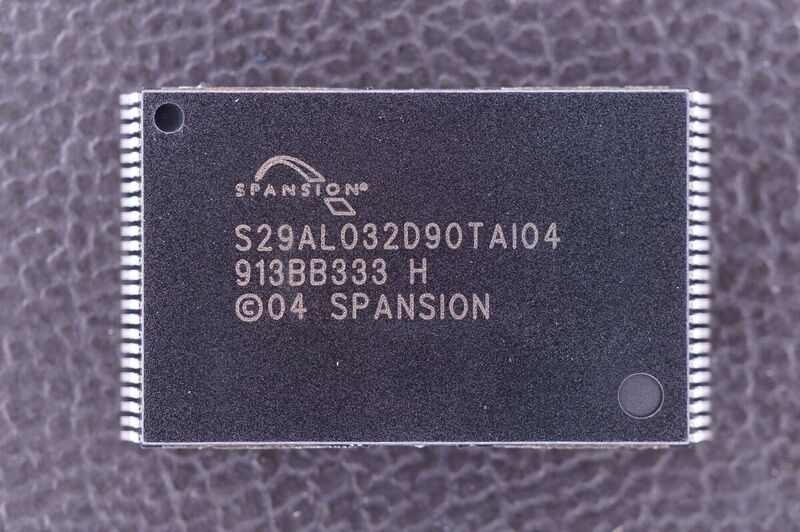 SPANSION®
S29AL032D90TAI04
913BB333 H
©04 SPANSION